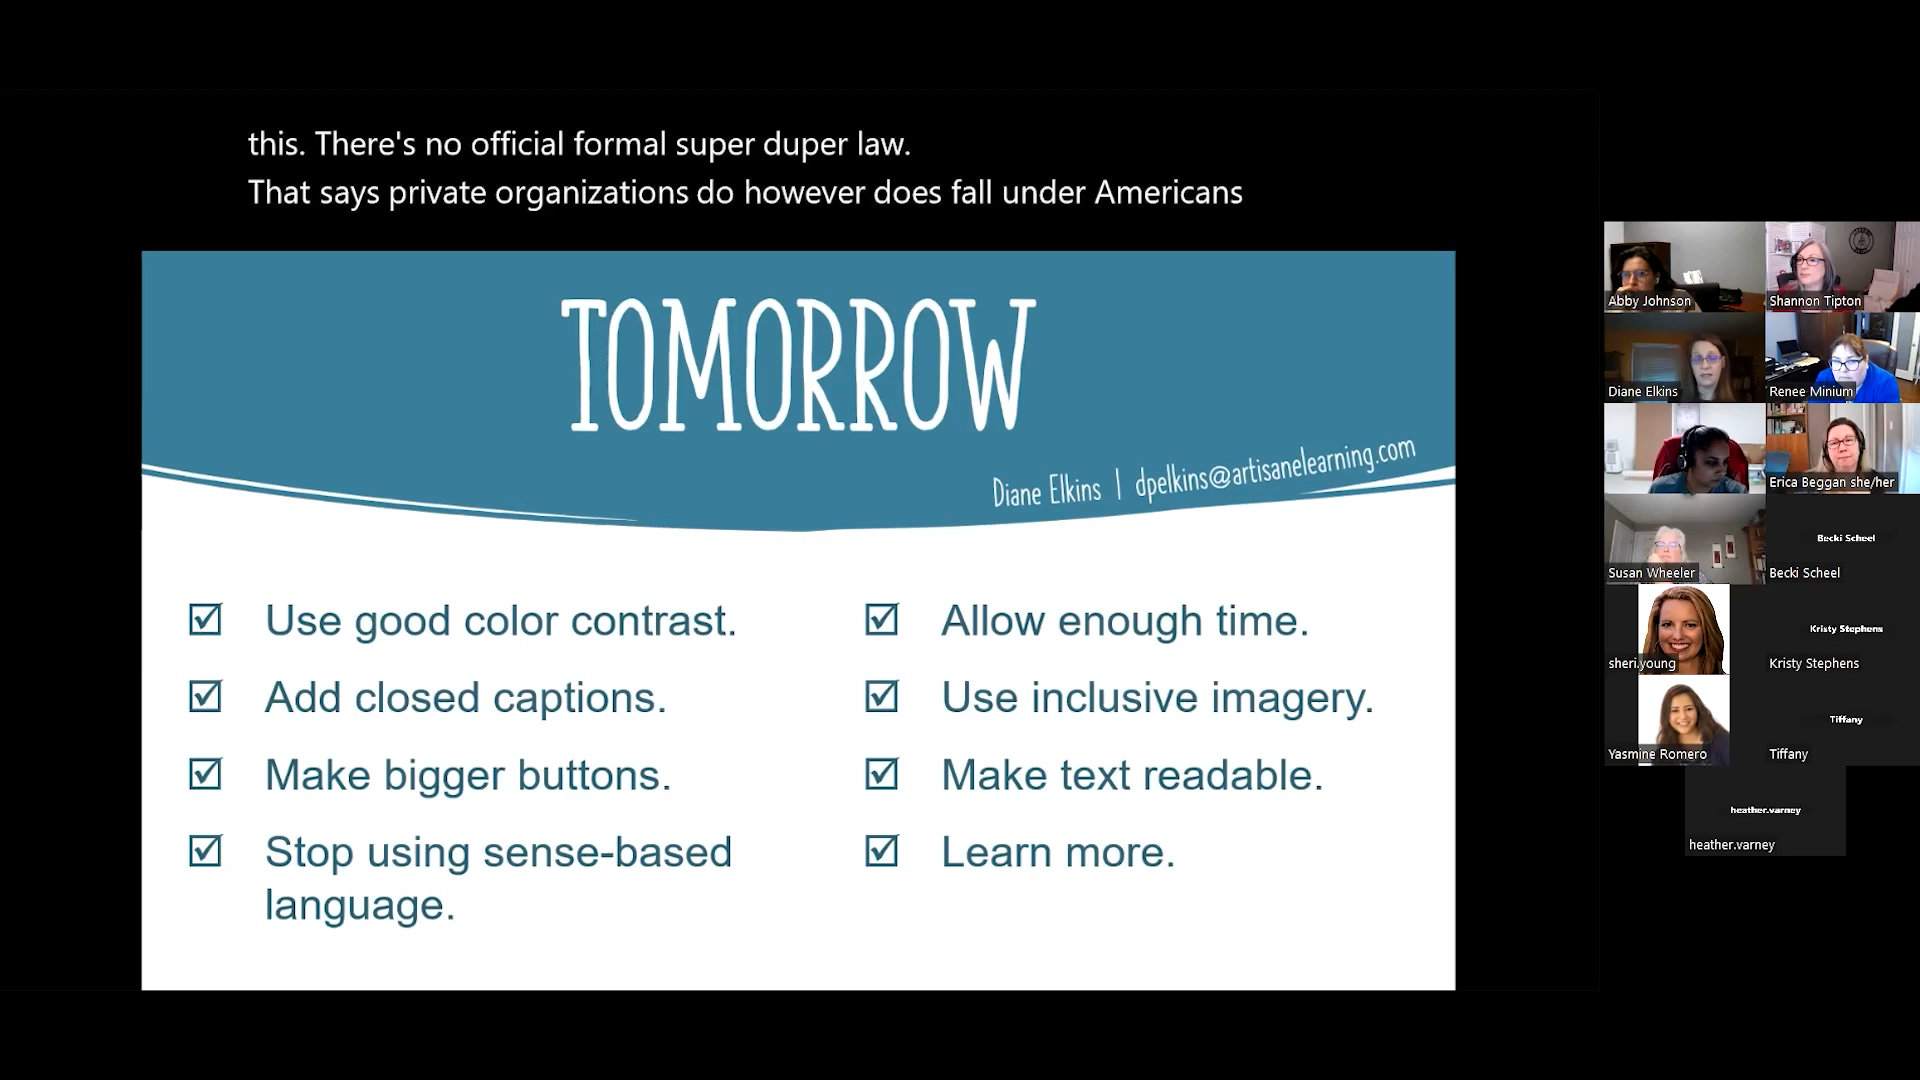 this. There's no official formal super duper law.
That says private organizations do however does fall under Americans
TOMORROW
Diane Elkins | dpelkins@artisanelearning.com
Use good color contrast.
Add closed captions.
Make bigger buttons.
Stop using sense-based
language.
Allow enough time.
Use inclusive imagery.
Make text readable.
Learn more.
Abby Johnson
Shannon Tipton
Diane Elkins
Renee Minium
Erica Beggan she/her
Susan Wheeler
Becki Scheel
Becki Scheel
sheri.young
Kristy Stephens
Kristy Stephens
Yasmine Romero
Tiffany
Tiffany
heather.varney
heather.varney